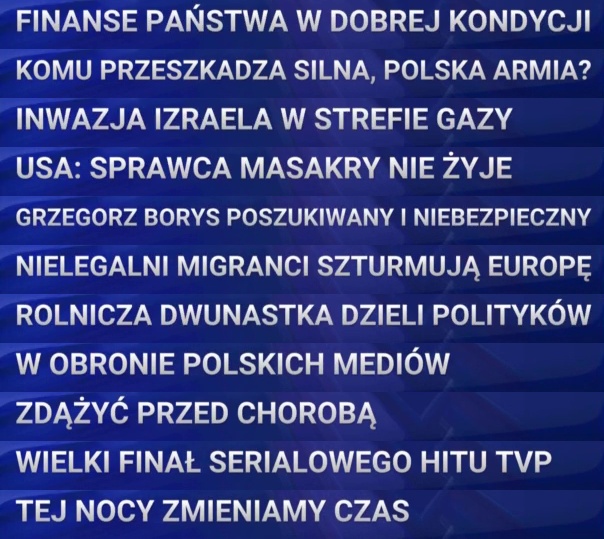 FINANSE PAŃSTWA W DOBREJ KONDYCJI
KOMU PRZESZKADZA SILNA, POLSKA ARMIA?
INWAZJA IZRAELA W STREFIE GAZY
USA: SPRAWCA MASAKRY NIE ŻYJE
GRZEGORZ BORYS POSZUKIWANY I NIEBEZPIECZNY
NIELEGALNI MIGRANCI SZTURMUJĄ EUROPĘ
ROLNICZA DWUNASTKA DZIELI POLITYKÓW
W OBRONIE POLSKICH MEDIÓW
ZDĄŻYĆ PRZED CHOROBĄ
WIELKI FINAŁ SERIALOWEGO HITU TVP
TEJ NOCY ZMIENIAMY CZAS